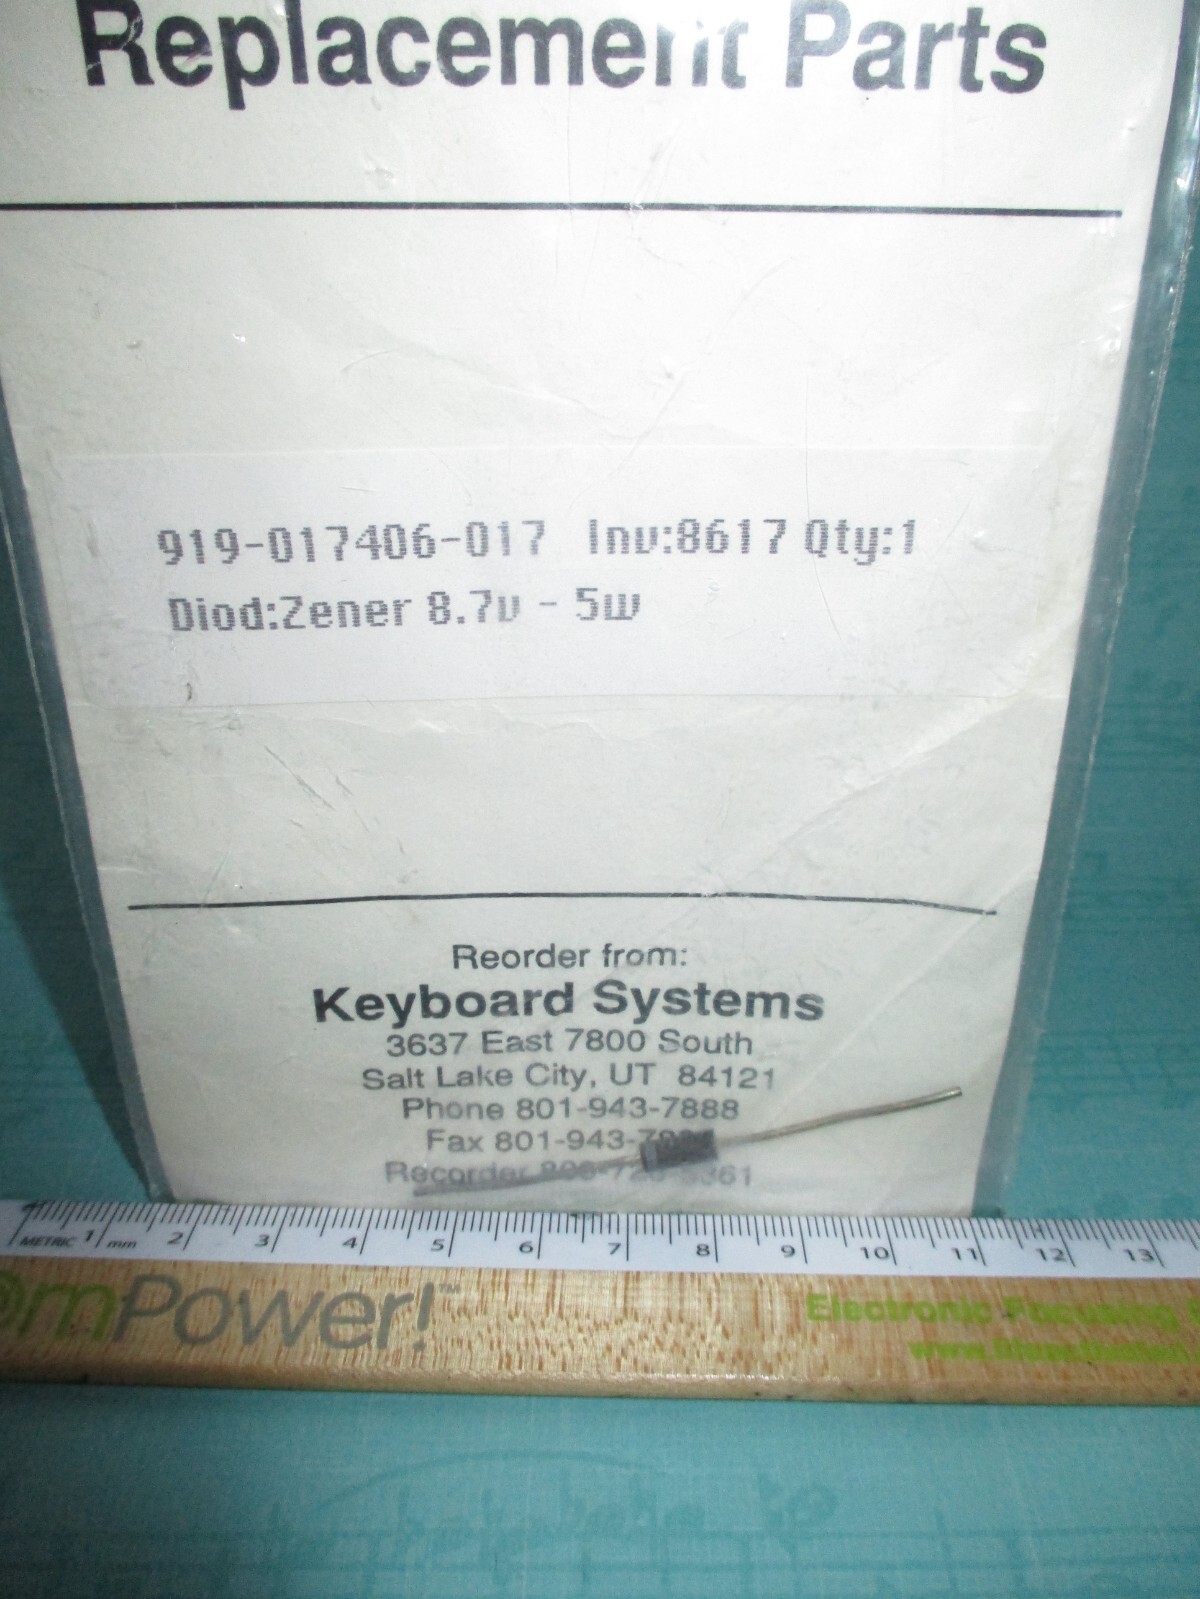 Replacement Parts
919-017406-017 Inv:8617 Qty:1
Diod:Zener 8.7v - 5w
Reorder from:
Keyboard Systems
3637 East 7800 South
Salt Lake City, UT 84121
Phone 801-943-7888
Fax
Recorder
METRIC 1 mm 2 3 4 5 6 7 8 9 10 11 12 13
Power!™
Electronic Focusing